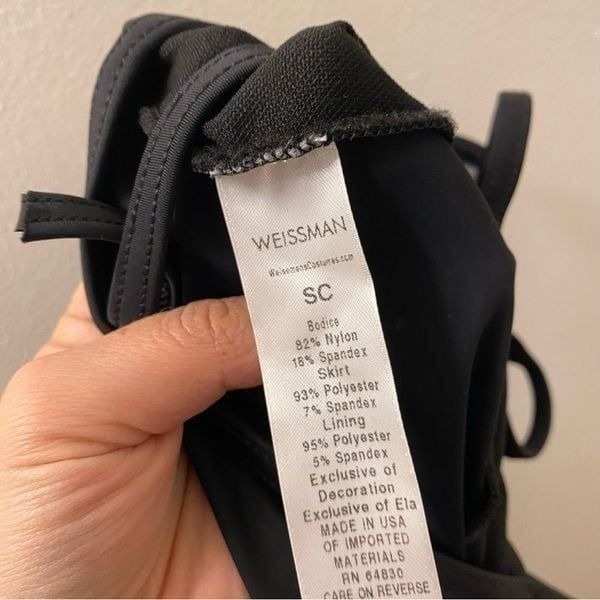 WEISSMAN
WeissmansCostumes.com
SC
Bodice
82% Nylon
18% Spandex
Skirt
93% Polyester
7% Spandex
Lining
95% Polyester
5% Spandex
Exclusive of
Decoration
Exclusive of Ela
MADE IN USA
OF IMPORTED
MATERIALS
RN 64830
CARE ON REVERSE